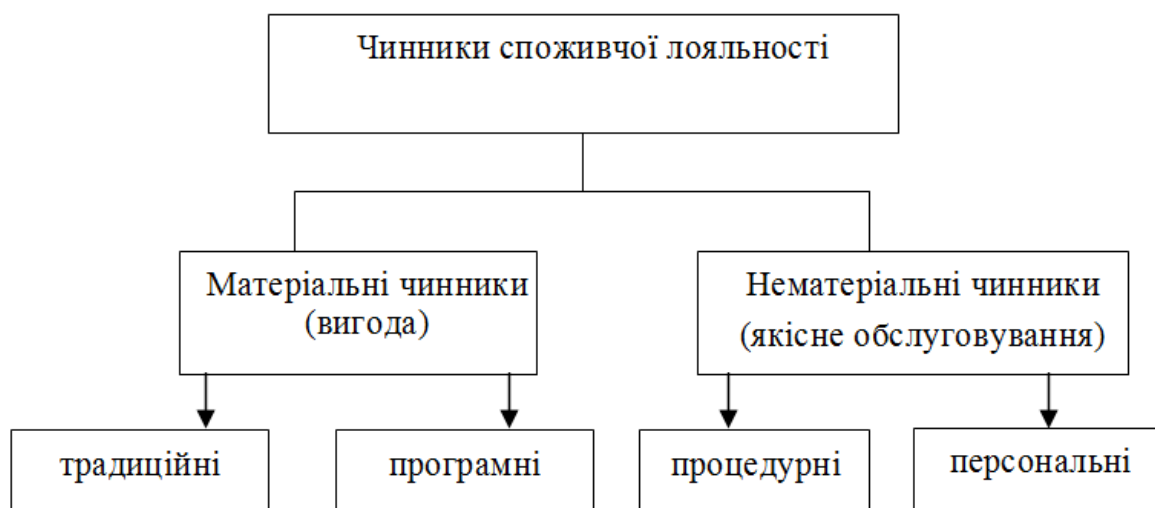 Чинники споживчої лояльності
Матеріальні чинники
(вигода)
Нематеріальні чинники
(якісне обслуговування)
традиційні
програмні
процедурні
персональні